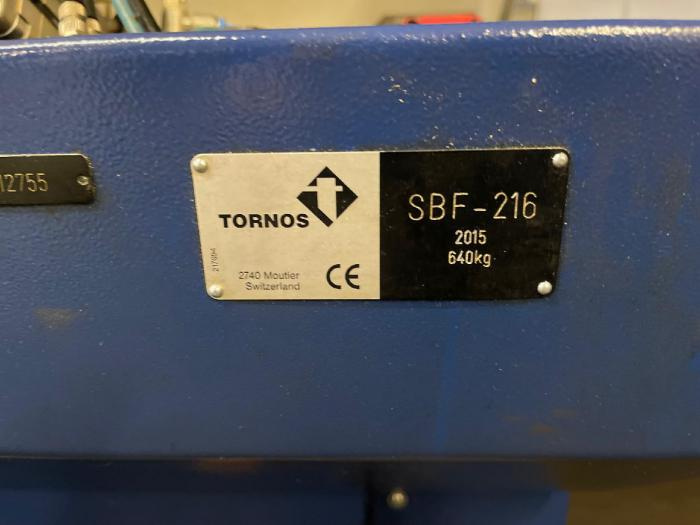 12755
TORNOS
2740 Moutier
Switzerland
CE
SBF-216
2015
640kg